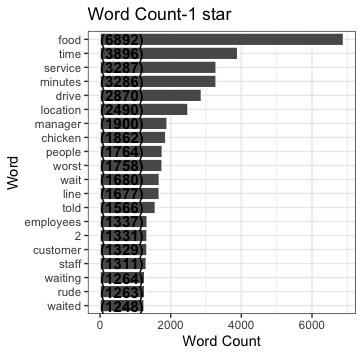 Word Count-1 star
food (6892)
time (3896)
service (3287)
minutes (3286)
drive (2870)
location (2490)
manager (1900)
chicken (1862)
people (1764)
worst (1758)
wait (1680)
line (1677)
told (1566)
employees (1337)
2 (1331)
customer (1329)
staff (1311)
waiting (1264)
rude (1263)
waited (1248)
Word
0 2000 4000 6000
Word Count